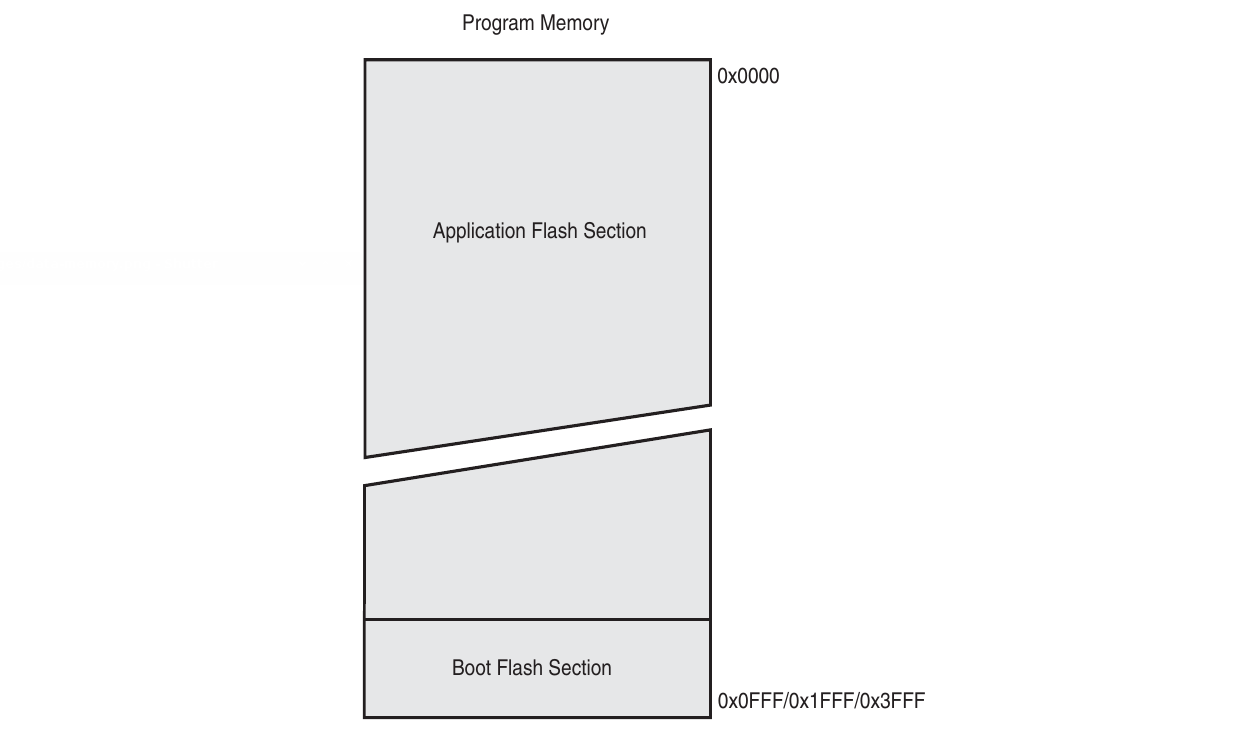 Program Memory
0x0000
Application Flash Section
Boot Flash Section
0x0FFF/0x1FFF/0x3FFF